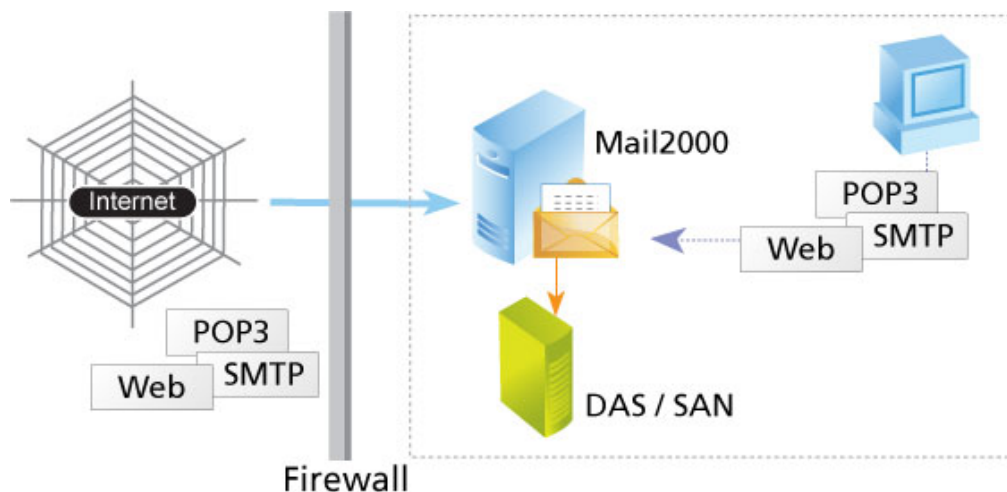 Internet
POP3
SMTP
Web
Firewall
Mail2000
DAS / SAN
POP3
SMTP
Web